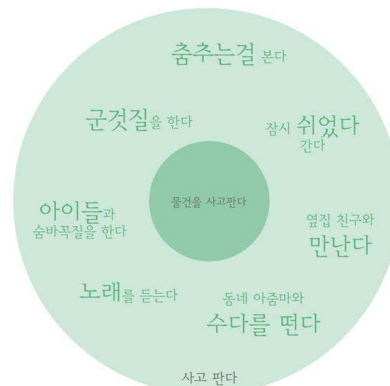 춤추는걸 본다
군것질을 한다
잠시 쉬었다
간다
물건을 사고판다
아이들과
숨바꼭질을 한다
옆집 친구와
만난다
노래를 듣는다
동네 아줌마와
수다를 떤다
사고 판다